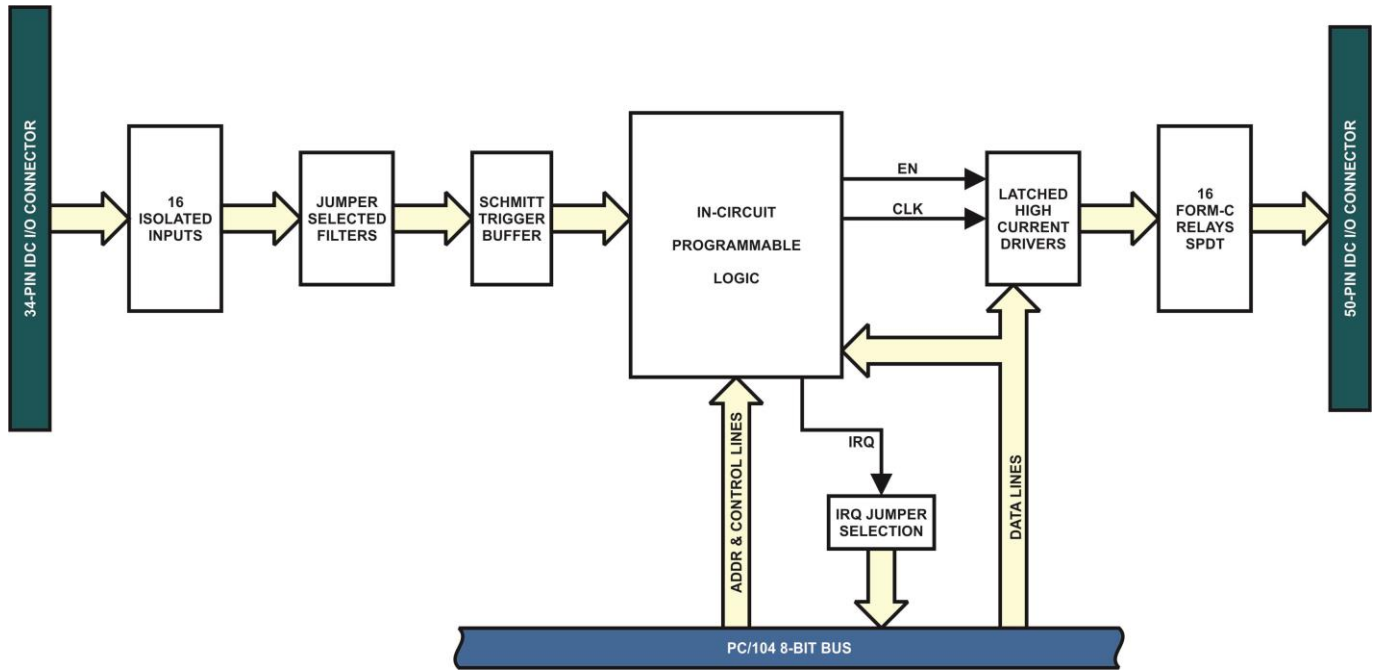 34-PIN IDC I/O CONNECTOR
16
ISOLATED
INPUTS
JUMPER
SELECTED
FILTERS
SCHMITT
TRIGGER
BUFFER
IN-CIRCUIT
PROGRAMMABLE
LOGIC
EN
CLK
LATCHED
HIGH
CURRENT
DRIVERS
16
FORM-C
RELAYS
SPDT
50-PIN IDC I/O CONNECTOR
ADDR & CONTROL LINES
IRQ
IRQ JUMPER
SELECTION
DATA LINES
PC/104 8-BIT BUS